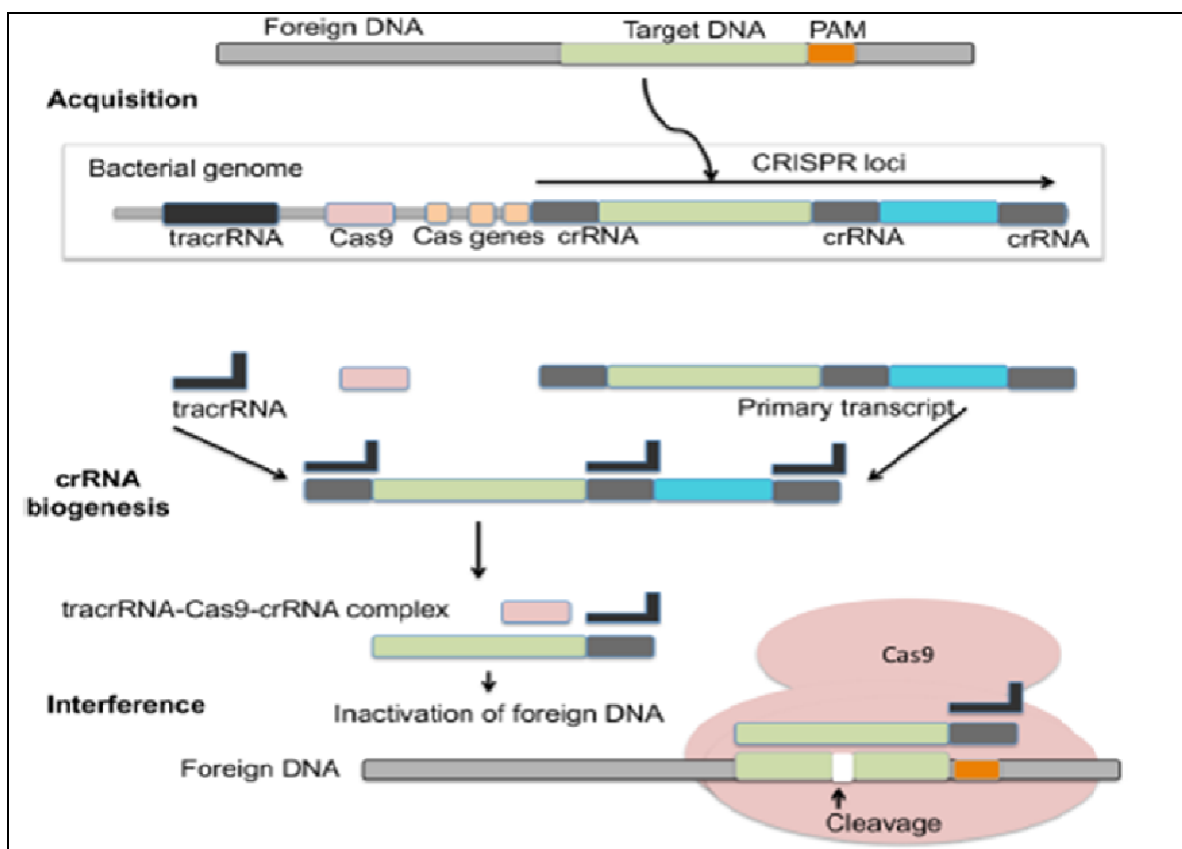 Foreign DNA Target DNA PAM
Acquisition
CRISPR loci
Bacterial genome
tracrRNA Cas9 Cas genes crRNA crRNA crRNA
tracrRNA Primary transcript
crRNA
biogenesis
tracrRNA-Cas9-crRNA complex
Cas9
Interference
Inactivation of foreign DNA
Foreign DNA
Cleavage